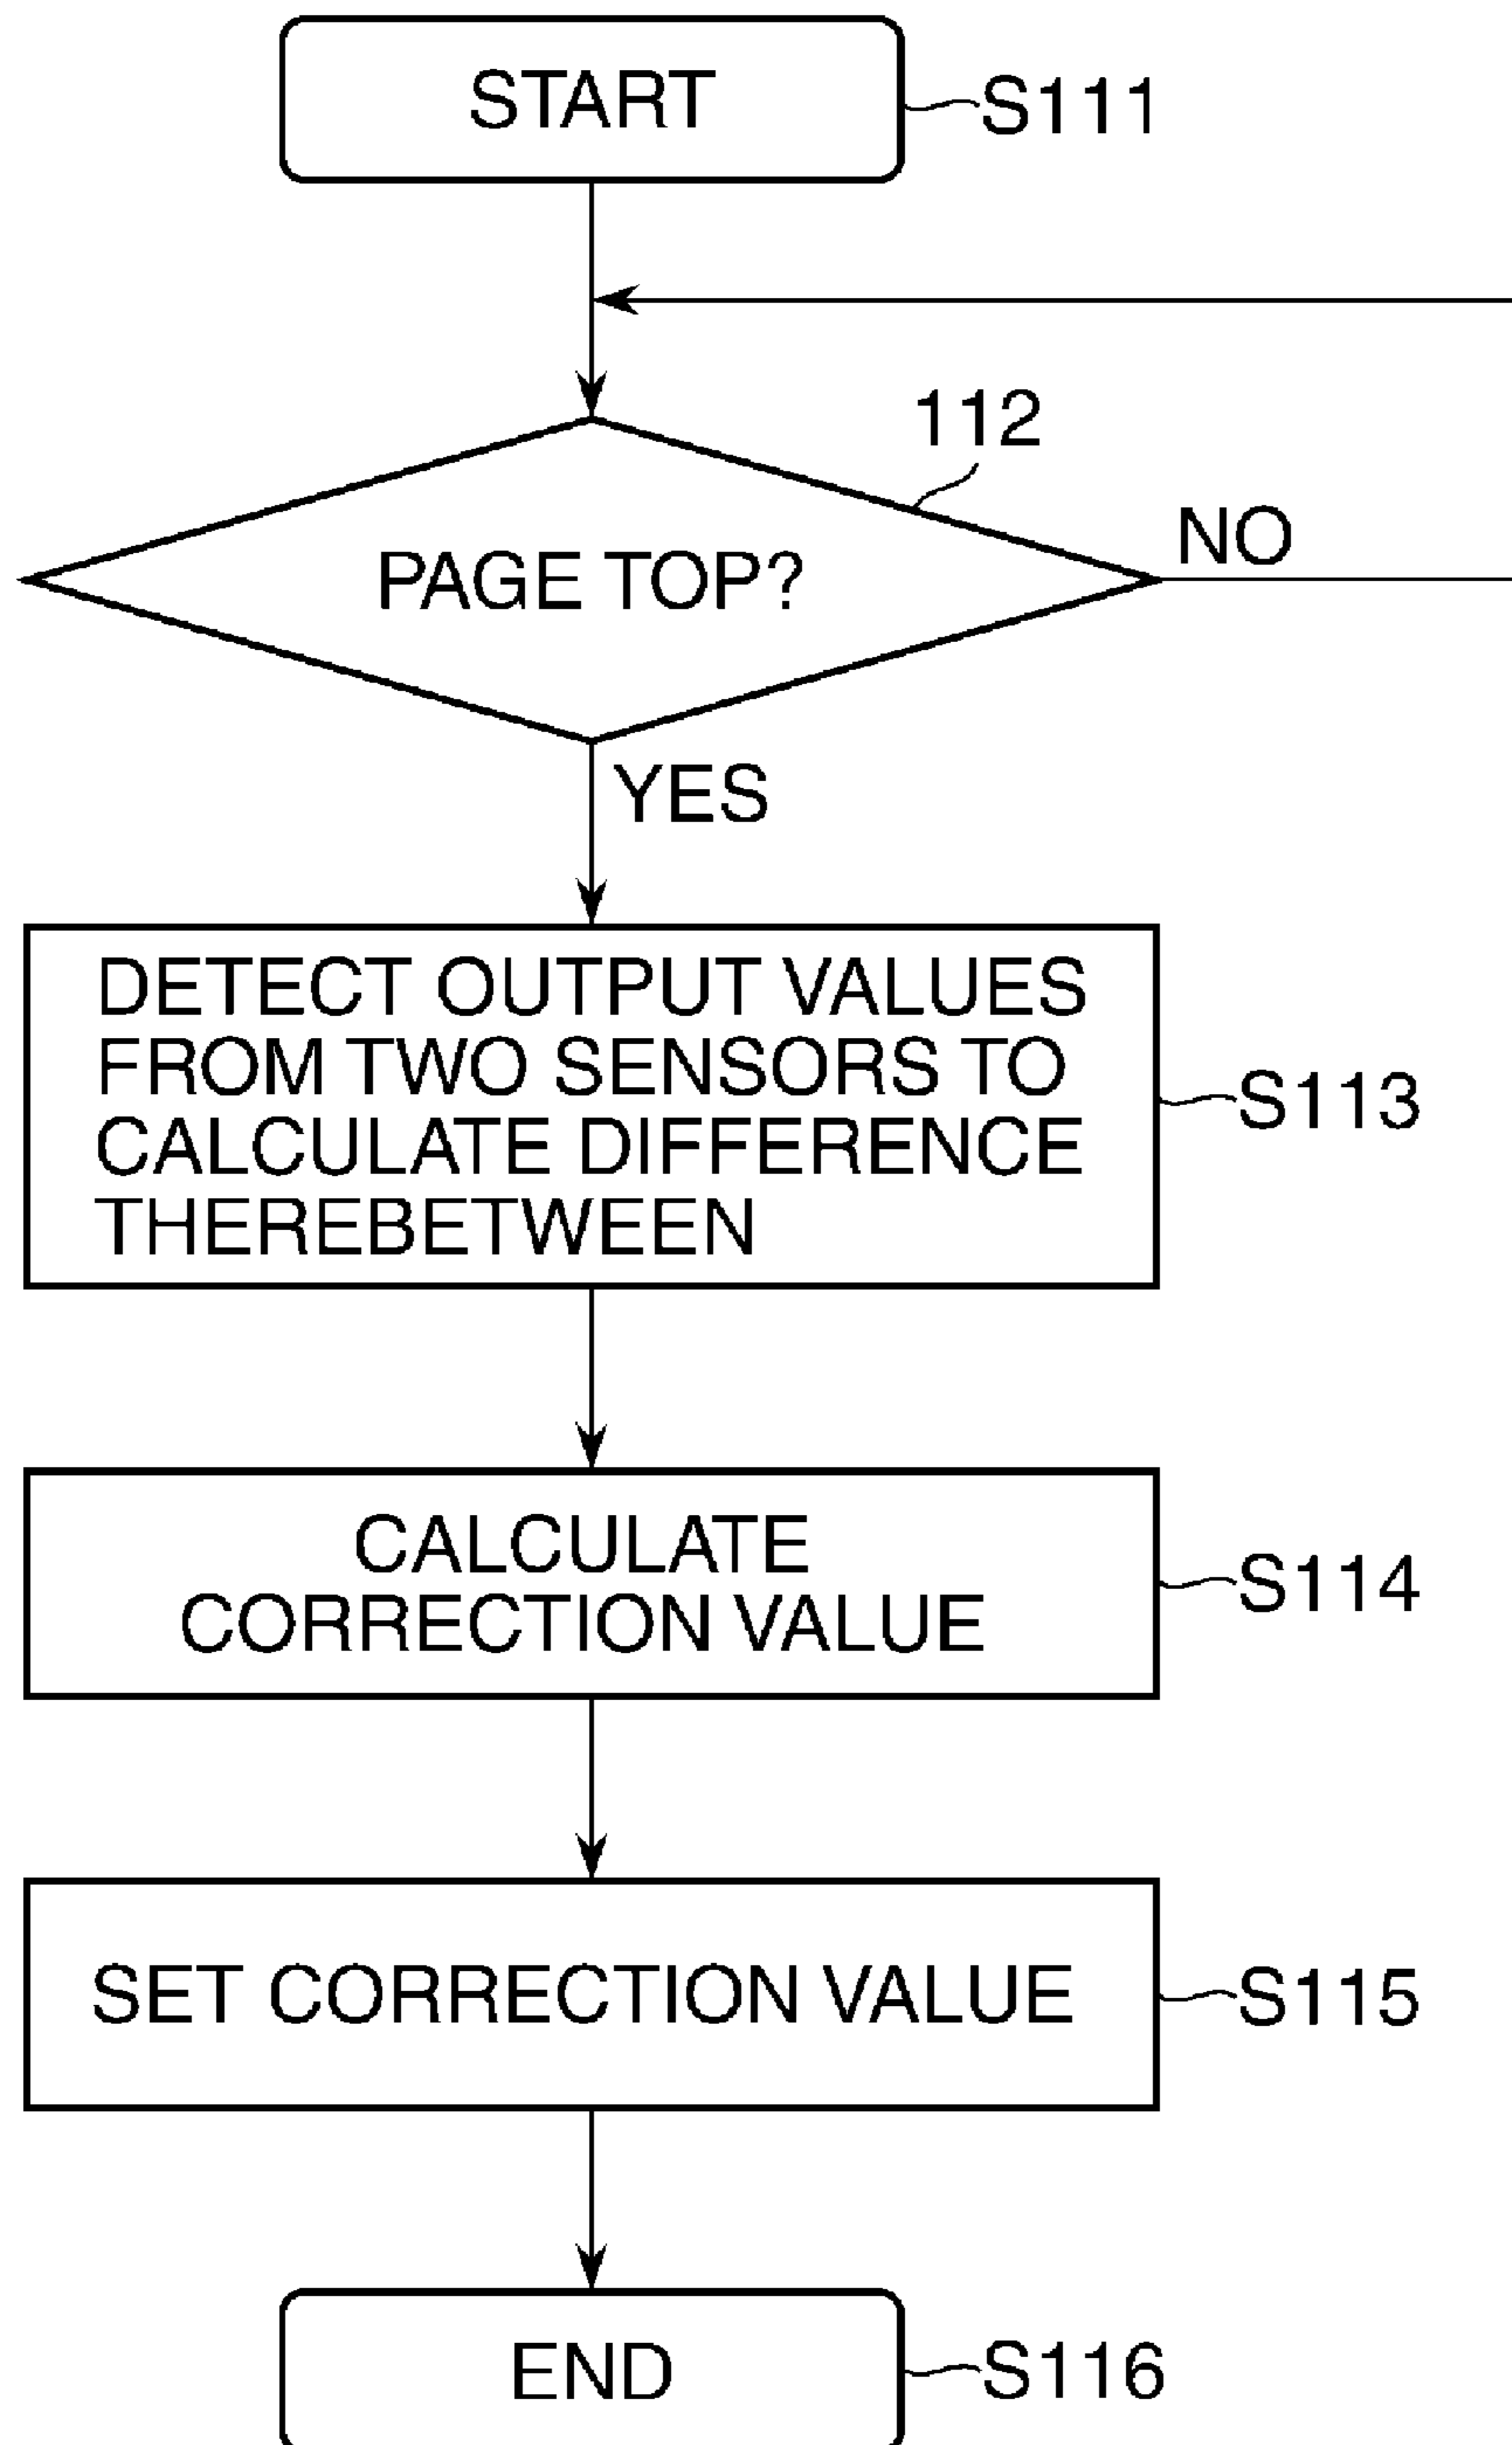 START
S111
112
PAGE TOP?
NO
YES
DETECT OUTPUT VALUES
FROM TWO SENSORS TO
CALCULATE DIFFERENCE
THEREBETWEEN
S113
CALCULATE
CORRECTION VALUE
S114
SET CORRECTION VALUE
S115
END
S116